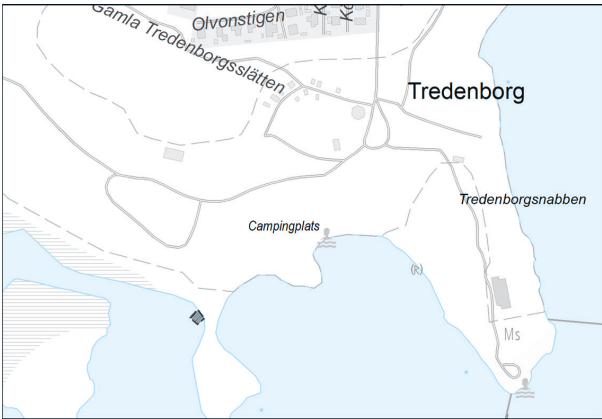 Olvonstigen
Gamla Tredenborgsslätten
Tredenborg
Tredenborgsnabben
Campingplats
(R)
Ms